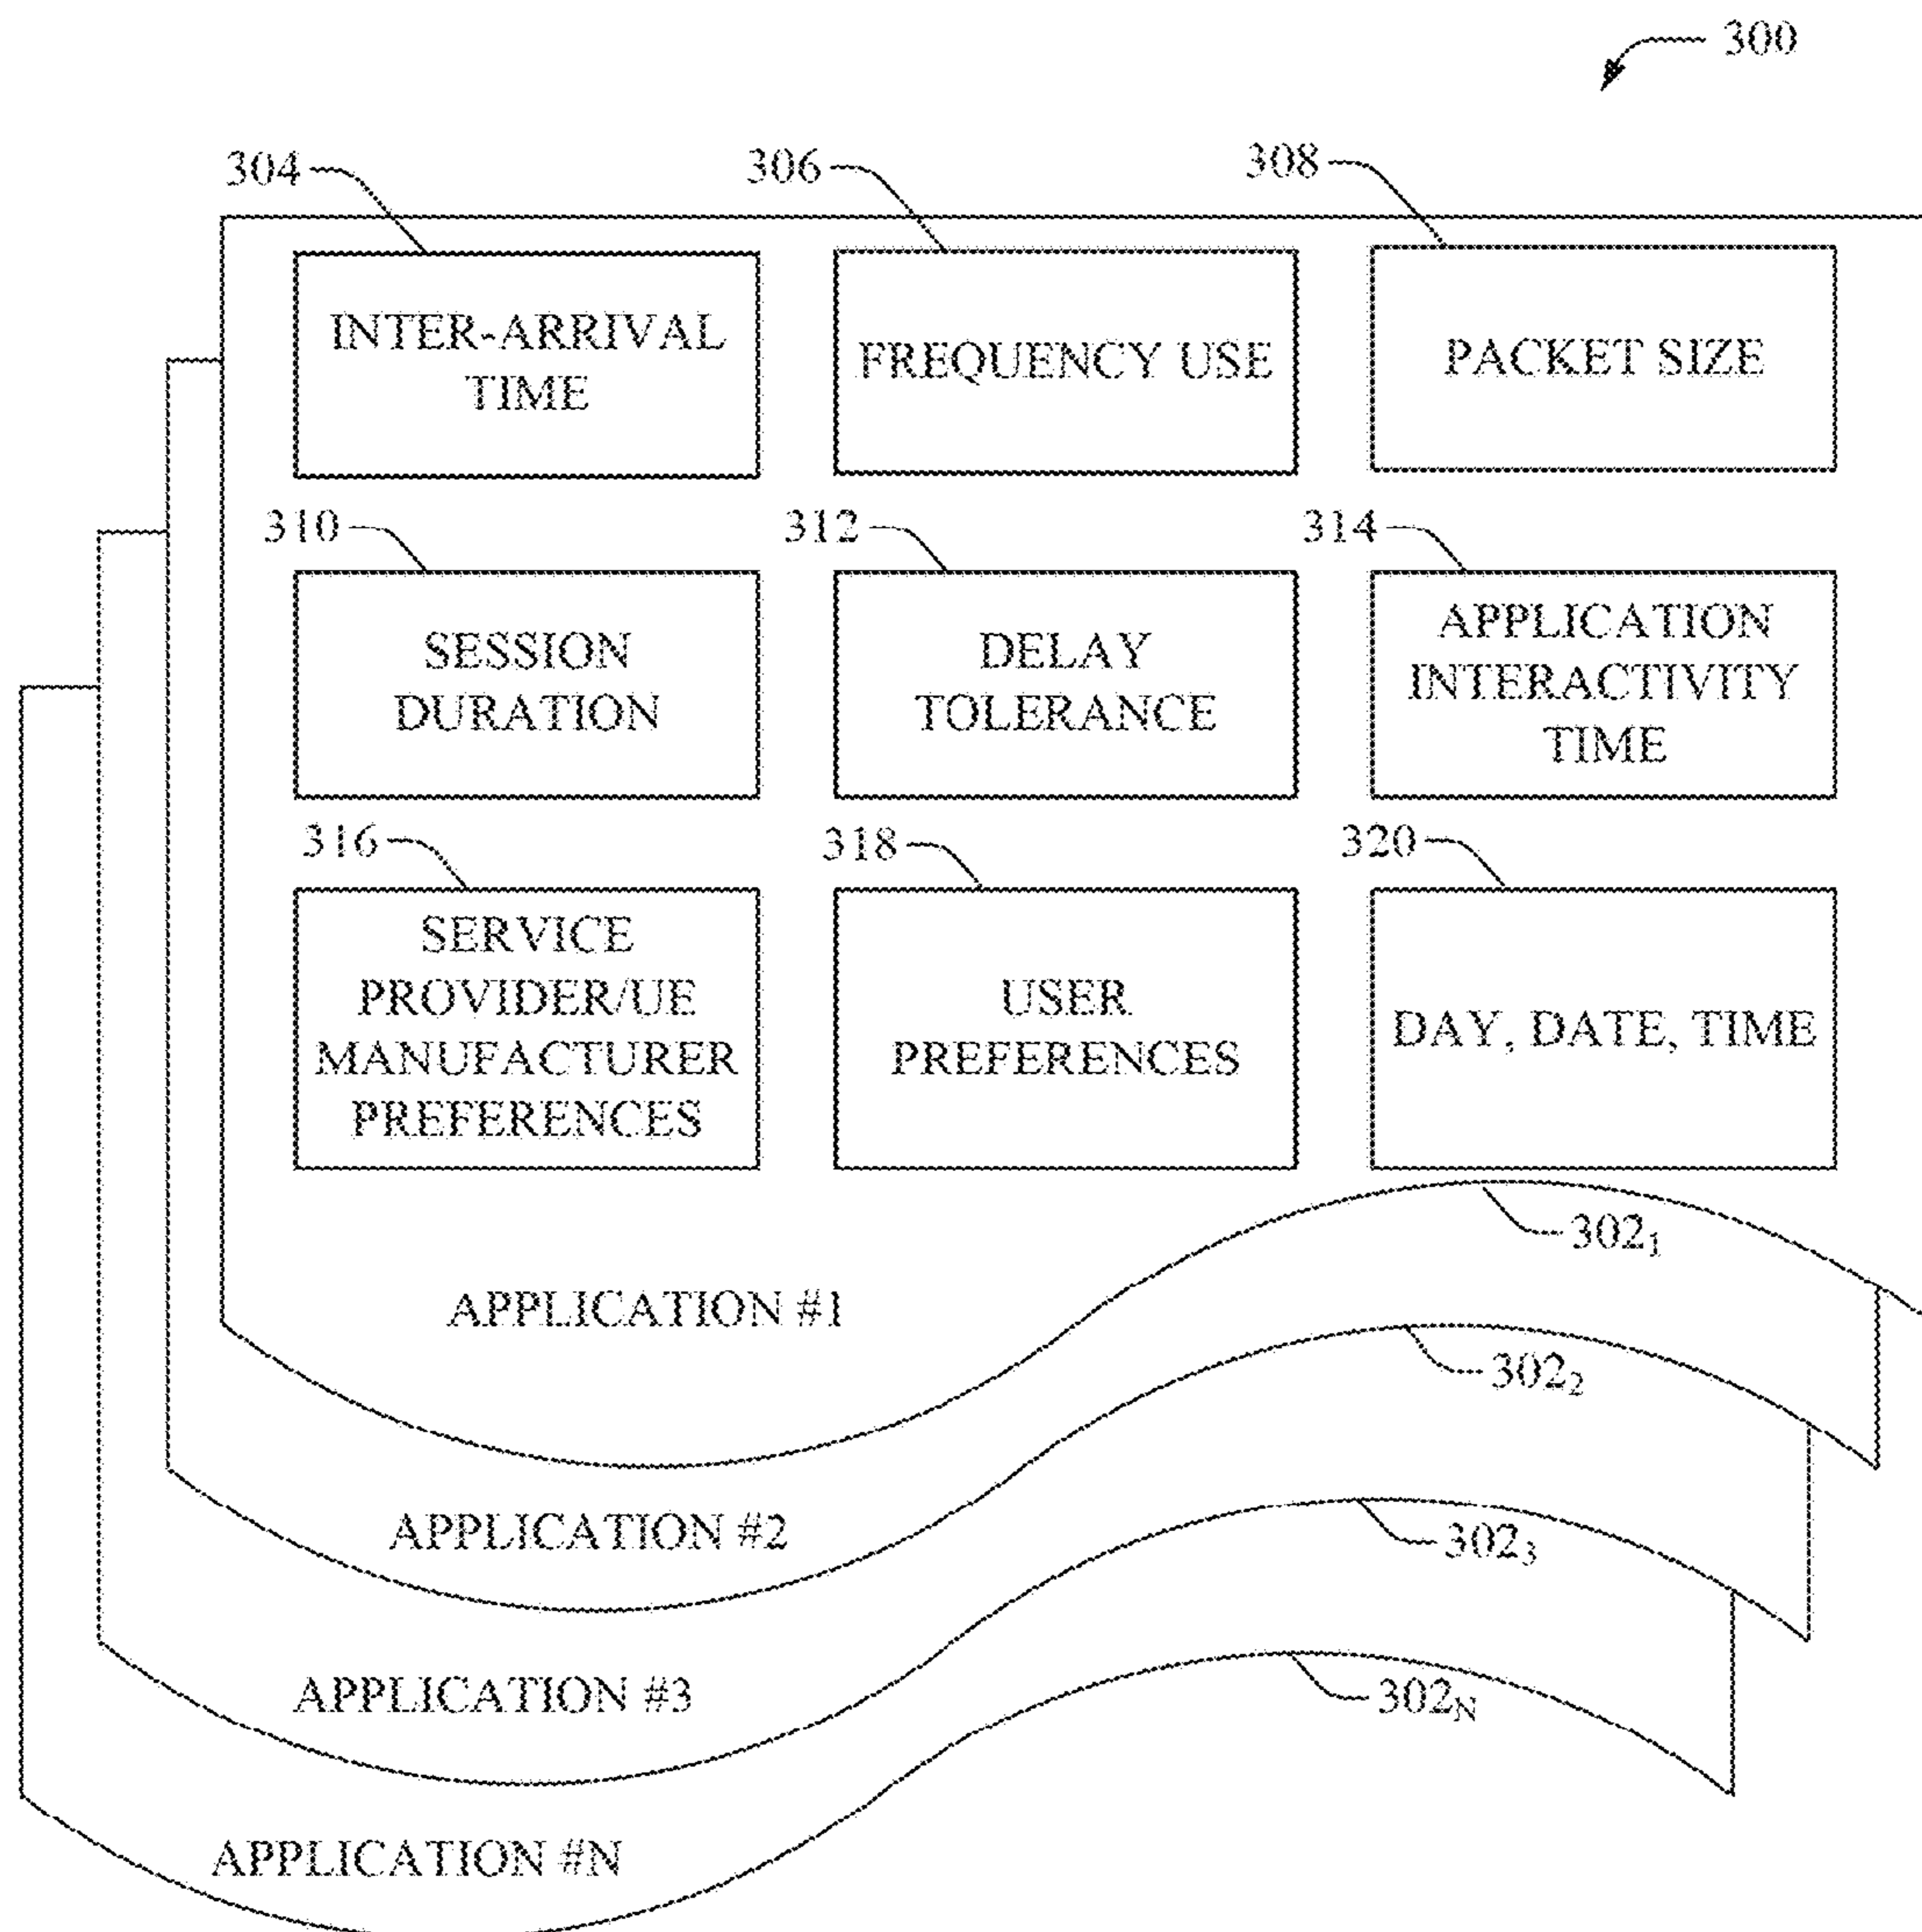 300
304
306
308
INTER-ARRIVAL
TIME
FREQUENCY USE
PACKET SIZE
310
312
314
SESSION
DURATION
DELAY
TOLERANCE
APPLICATION
INTERACTIVITY
TIME
316
318
320
SERVICE
PROVIDER/UE
MANUFACTURER
PREFERENCES
USER
PREFERENCES
DAY, DATE, TIME
302₁
APPLICATION #1
302₂
APPLICATION #2
302₃
APPLICATION #3
302_N
APPLICATION #N